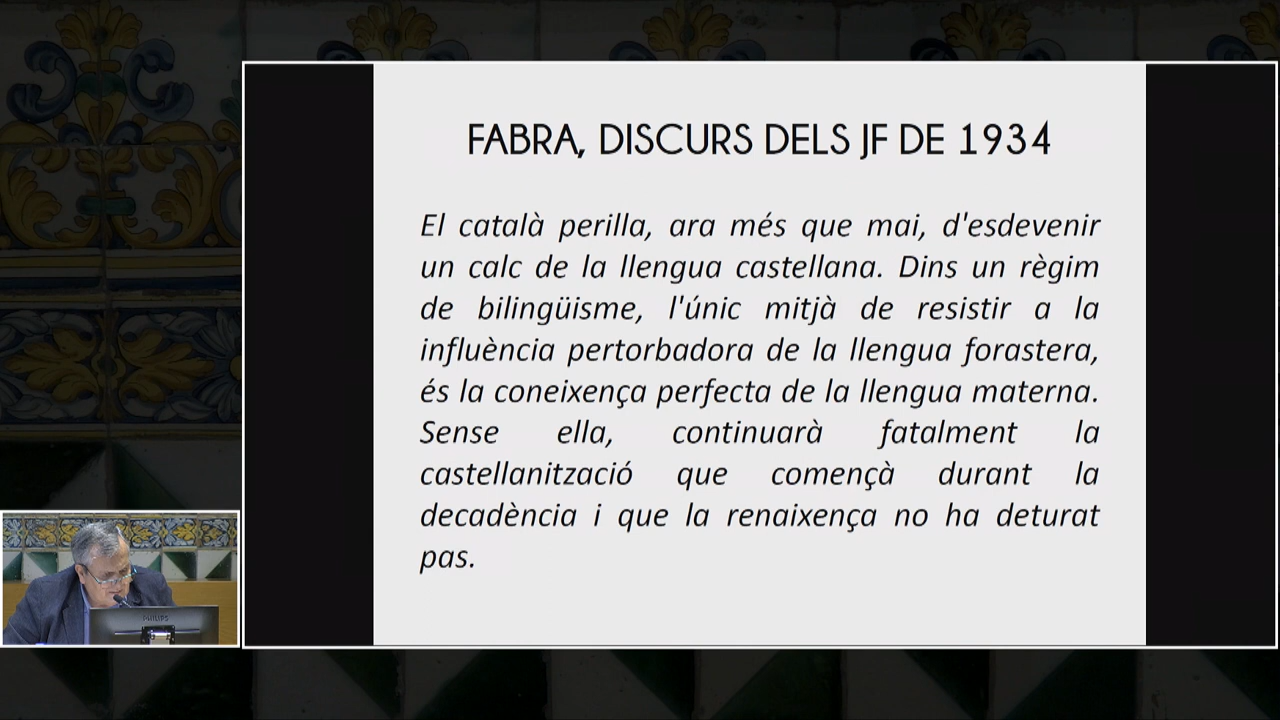 FABRA, DISCURS DELS JF DE 1934
El català perilla, ara més que mai, d'esdevenir
un calc de la llengua castellana. Dins un règim
de bilingüisme, l'únic mitjà de resistir a la
influència pertorbadora de la llengua forastera,
és la coneixença perfecta de la llengua materna.
Sense ella, continuarà fatalment la
castellanització que començà durant la
decadència i que la renaixença no ha deturat
pas.
PHILIPS